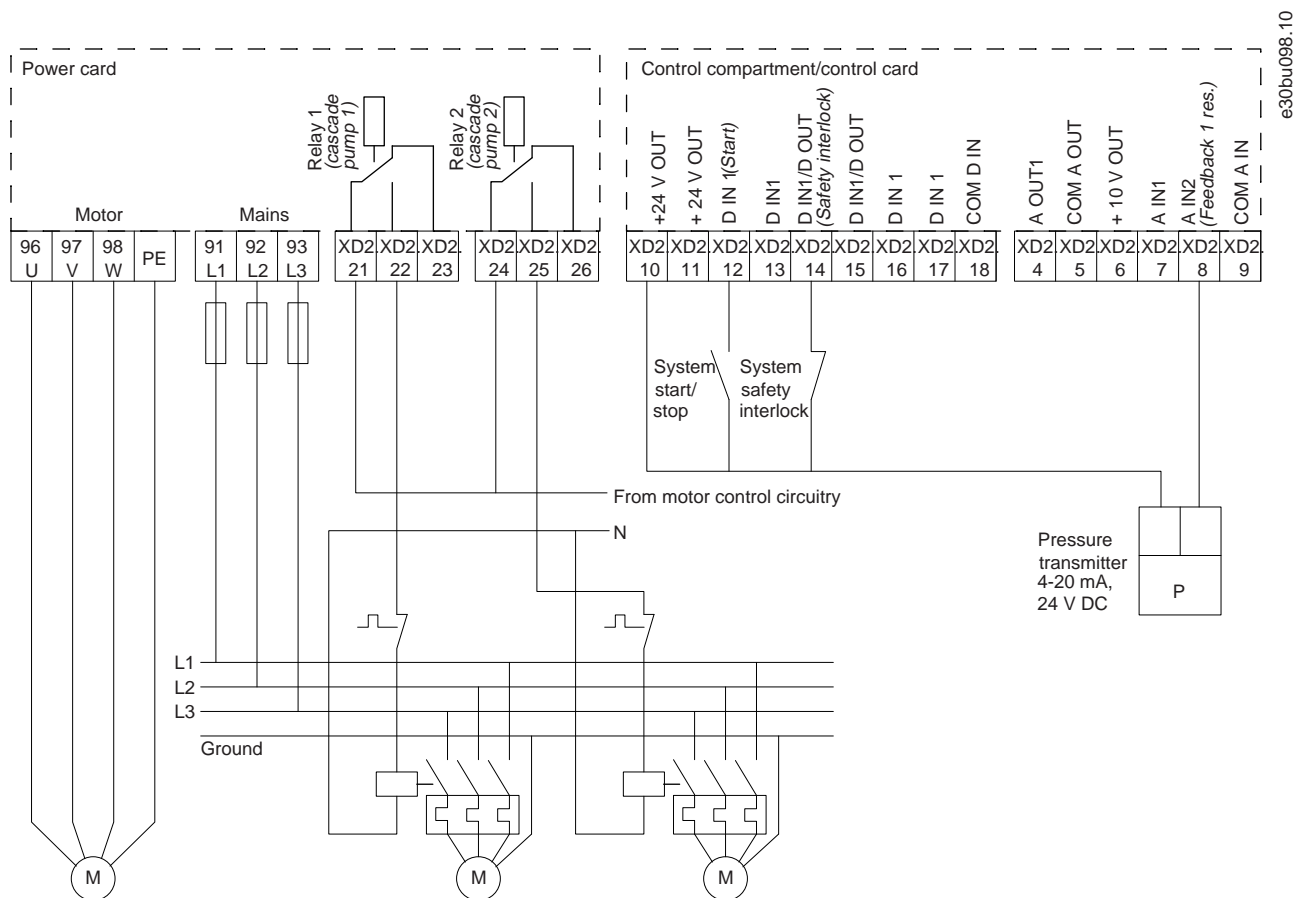 e30bu098.10
Power card
Relay 1
(cascade
pump 1)
Relay 2
(cascade
pump 2)
Motor
Mains
96
U
97
V
98
W
PE
91
L1
92
L2
93
L3
XD2.
21
XD2.
22
XD2.
23
XD2.
24
XD2.
25
XD2.
26
Control compartment/control card
+24 V OUT
+ 24 V OUT
D IN 1(Start)
D IN1
D IN1/D OUT
(Safety interlock)
D IN1/D OUT
D IN 1
D IN 1
COM D IN
A OUT1
COM A OUT
+ 10 V OUT
A IN1
A IN2
(Feedback 1 res.)
COM A IN
XD2.
10
XD2.
11
XD2.
12
XD2.
13
XD2.
14
XD2.
15
XD2.
16
XD2.
17
XD2.
18
XD2.
4
XD2.
5
XD2.
6
XD2.
7
XD2.
8
XD2.
9
System
start/
stop
System
safety
interlock
From motor control circuitry
N
Pressure
transmitter
4-20 mA,
24 V DC
P
L1
L2
L3
Ground
M
M
M